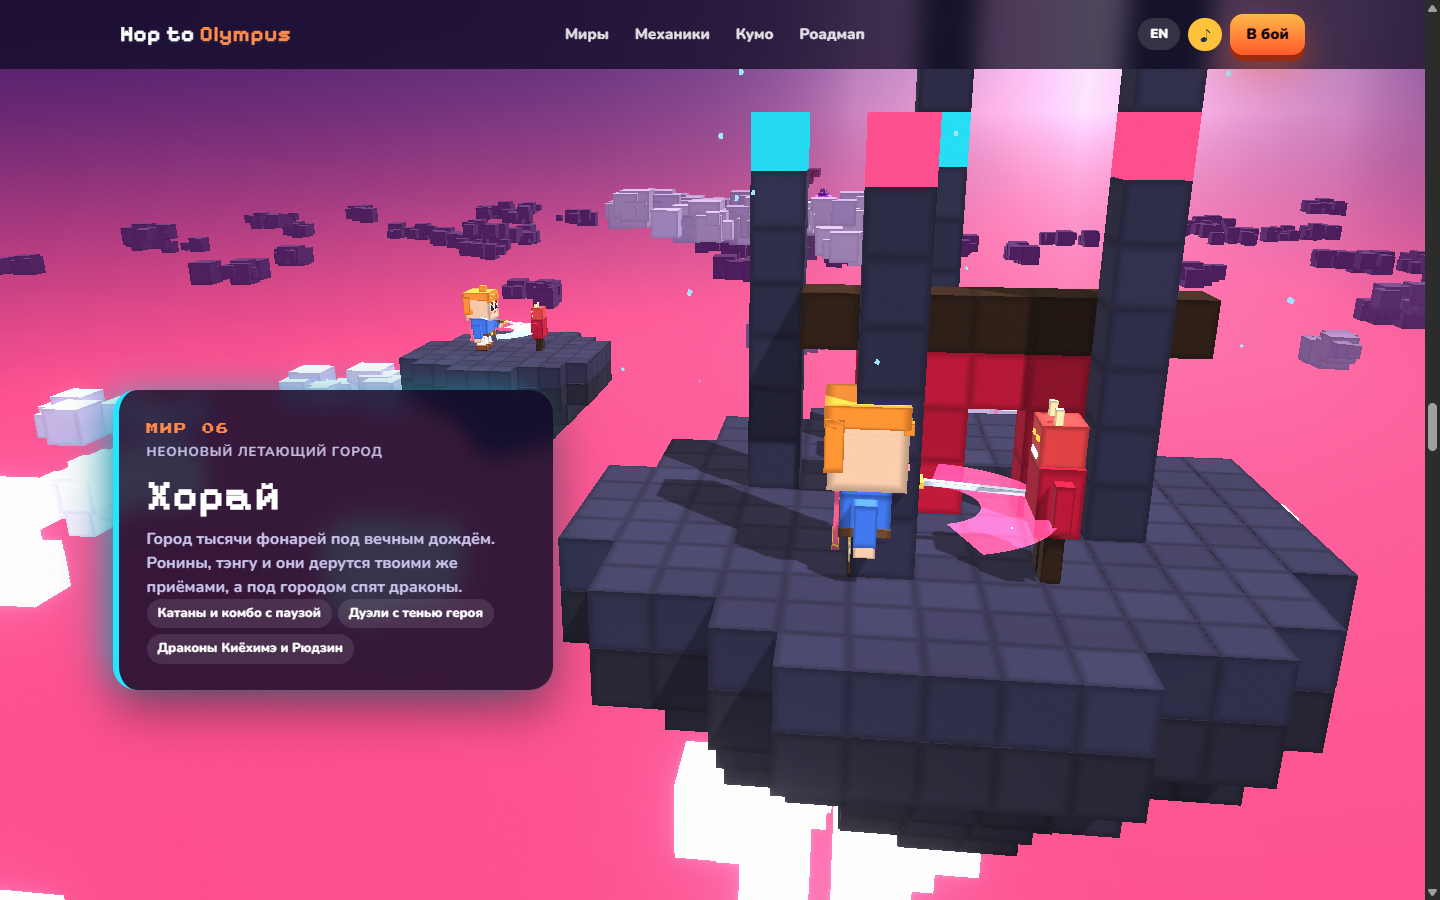 Hop to Olympus
Миры
Механики
Кумо
Роадмап
EN
В бой
МИР 06
НЕОНОВЫЙ ЛЕТАЮЩИЙ ГОРОД
Хорай
Город тысячи фонарей под вечным дождём.
Ронины, тэнгу и они дерутся твоими же
приёмами, а под городом спят драконы.
Катаны и комбо с паузой
Дуэли с тенью героя
Драконы Киёхимэ и Рюдзин